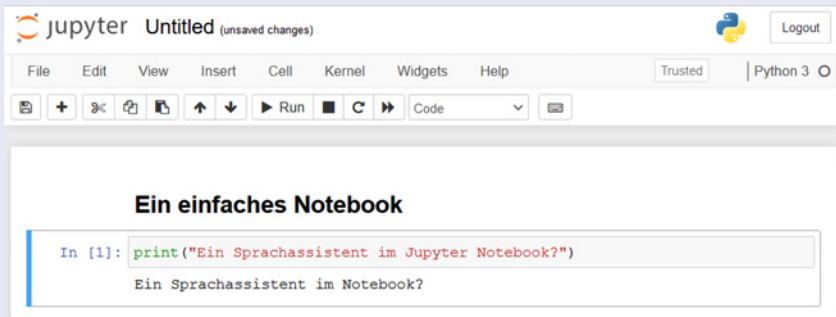 jupyter Untitled (unsaved changes) Logout
File Edit View Insert Cell Kernel Widgets Help Trusted Python 3
Run Code
Ein einfaches Notebook
In [1]: print("Ein Sprachassistent im Jupyter Notebook?")
Ein Sprachassistent im Notebook?